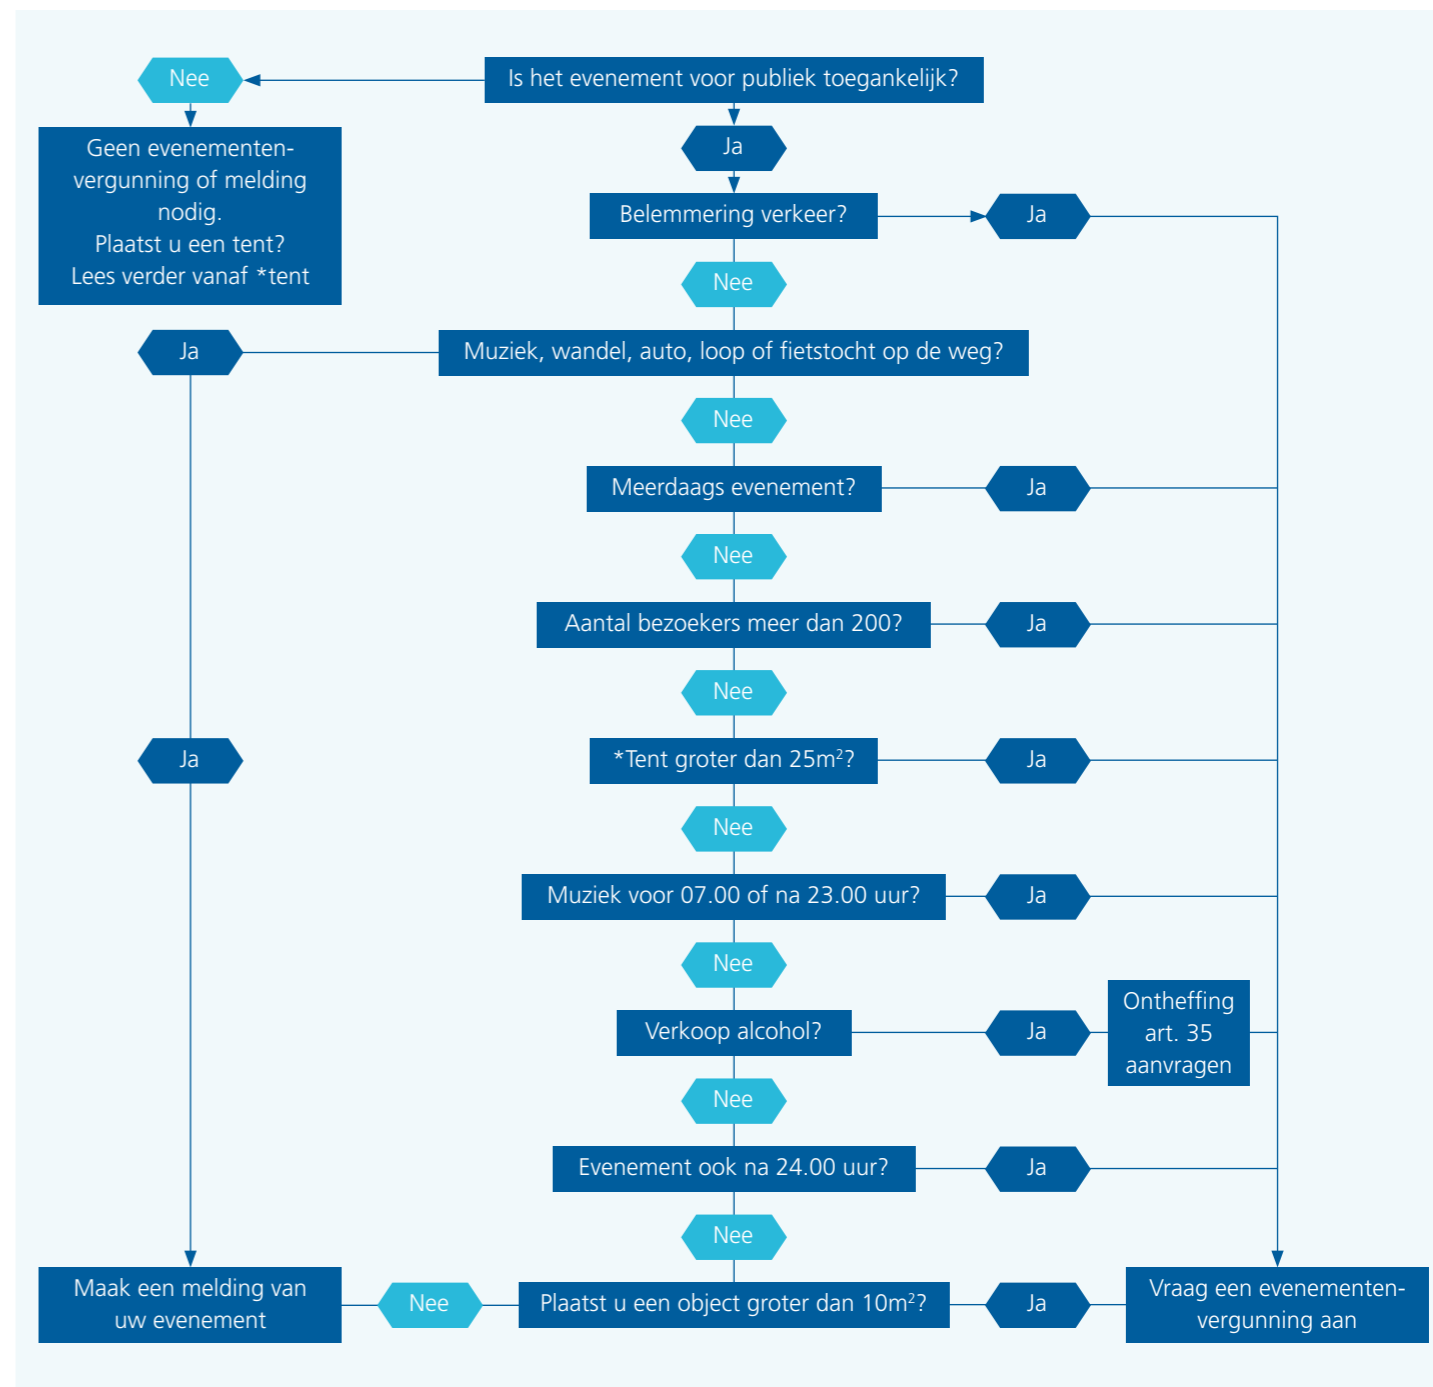 Is het evenement voor publiek toegankelijk?
Nee
Geen evenementen-
vergunning of melding
nodig.
Plaatst u een tent?
Lees verder vanaf *tent
Ja
Belemmering verkeer?
Ja
Nee
Muziek, wandel, auto, loop of fietstocht op de weg?
Ja
Nee
Meerdaags evenement?
Ja
Nee
Aantal bezoekers meer dan 200?
Ja
Nee
*Tent groter dan 25m²?
Ja
Ja
Nee
Muziek voor 07.00 of na 23.00 uur?
Ja
Nee
Verkoop alcohol?
Ja
Ontheffing
art. 35
aanvragen
Nee
Evenement ook na 24.00 uur?
Ja
Nee
Plaatst u een object groter dan 10m²?
Nee
Maak een melding van
uw evenement
Ja
Vraag een evenementen-
vergunning aan